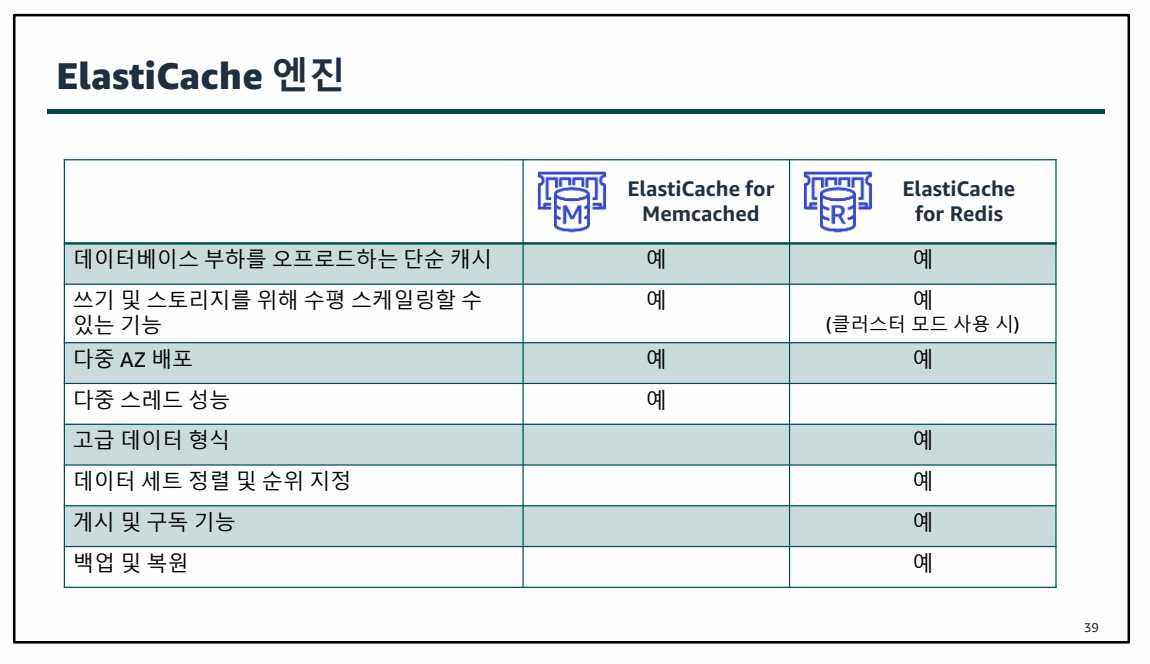 ElastiCache 엔진
ElastiCache for
Memcached
ElastiCache
for Redis
M
R
데이터베이스 부하를 오프로드하는 단순 캐시
예
예
쓰기 및 스토리지를 위해 수평 스케일링할 수
있는 기능
예
예
(클러스터 모드 사용 시)
다중 AZ 배포
예
예
다중 스레드 성능
예
고급 데이터 형식
예
데이터 세트 정렬 및 순위 지정
예
게시 및 구독 기능
예
백업 및 복원
예
39